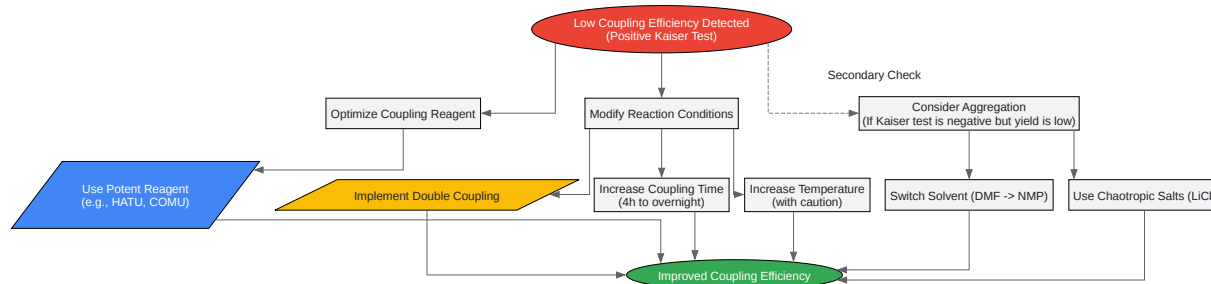 Low Coupling Efficiency Detected
(Positive Kaiser Test)
Secondary Check
Optimize Coupling Reagent
Modify Reaction Conditions
Consider Aggregation
(If Kaiser test is negative but yield is low)
Use Potent Reagent
(e.g., HATU, COMU)
Implement Double Coupling
Increase Coupling Time
(4h to overnight)
Increase Temperature
(with caution)
Switch Solvent (DMF -> NMP)
Use Chaotropic Salts (LiCl
Improved Coupling Efficiency